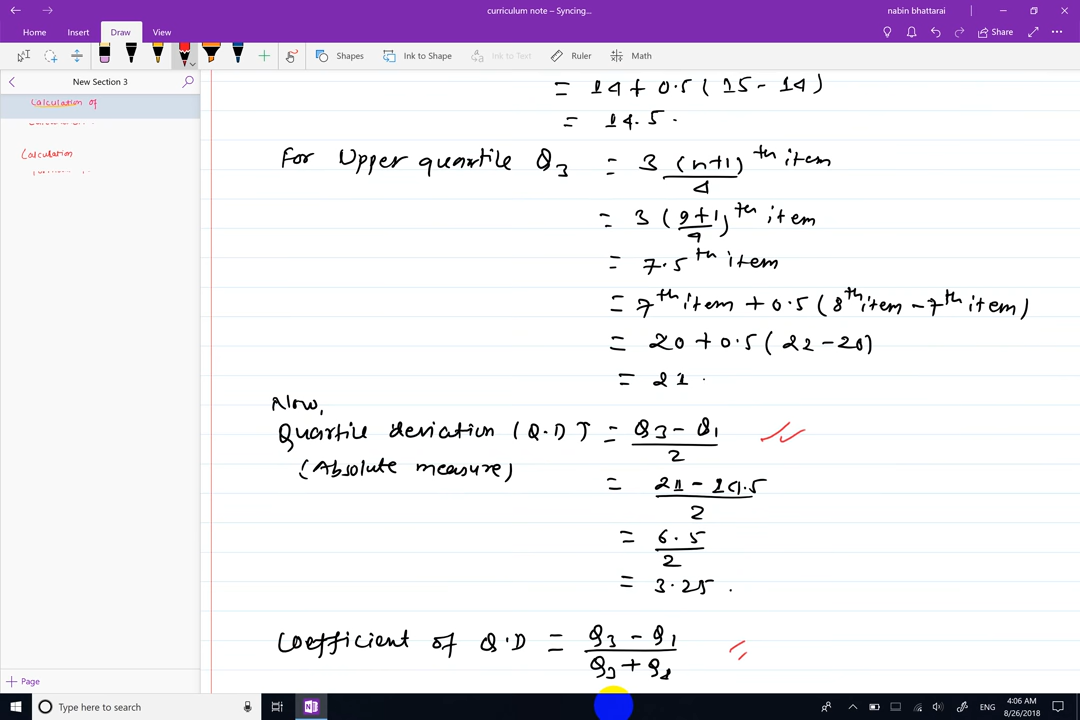 curriculum note – Syncing...
nabin bhattarai
Home Insert Draw View
Share
Shapes Ink to Shape Ink to Text Ruler Math
New Section 3
Calculation of
Calculation
= 14 + 0.5 ( 15 - 14 )
= 14.5.
For Upper quartile Q3 = 3 (n+1)/4 th item
= 3 ( 9+1 / 4 ) th item
= 7.5 th item
= 7th item + 0.5 ( 8th item - 7th item )
= 20 + 0.5 ( 22 - 20 )
= 21.
Now,
Quartile deviation (Q.D) = Q3 - Q1 / 2
(Absolute measure)
= 21 - 14.5 / 2
= 6.5 / 2
= 3.25.
Coefficient of Q.D = Q3 - Q1 / Q3 + Q1
+ Page
Type here to search
ENG
4:06 AM
8/26/2018